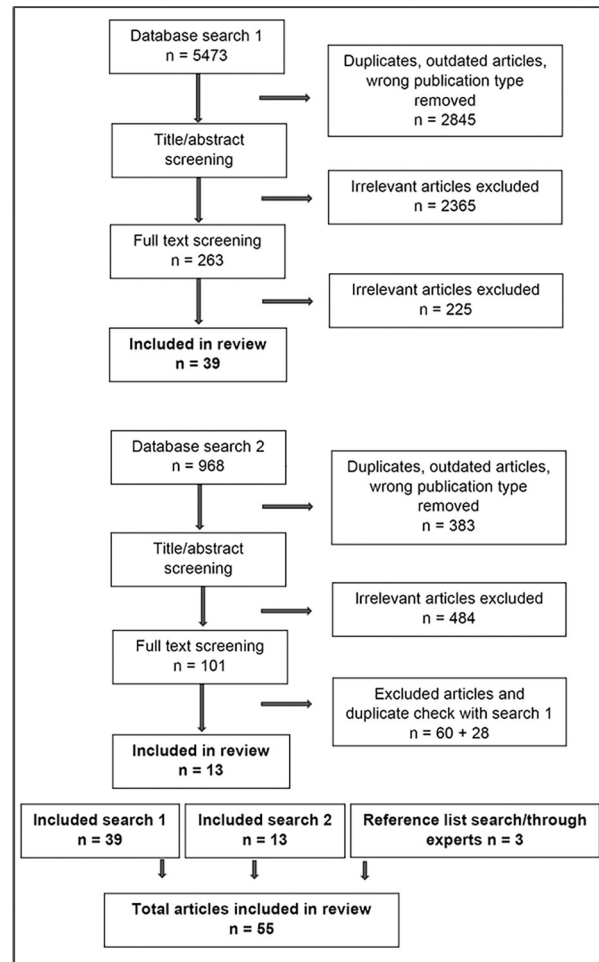 Database search 1
n = 5473
Duplicates, outdated articles,
wrong publication type
removed
n = 2845
Title/abstract
screening
Irrelevant articles excluded
n = 2365
Full text screening
n = 263
Irrelevant articles excluded
n = 225
Included in review
n = 39
Database search 2
n = 968
Duplicates, outdated articles,
wrong publication type
removed
n = 383
Title/abstract
screening
Irrelevant articles excluded
n = 484
Full text screening
n = 101
Excluded articles and
duplicate check with search 1
n = 60 + 28
Included in review
n = 13
Included search 1
n = 39
Included search 2
n = 13
Reference list search/through
experts n = 3
Total articles included in review
n = 55